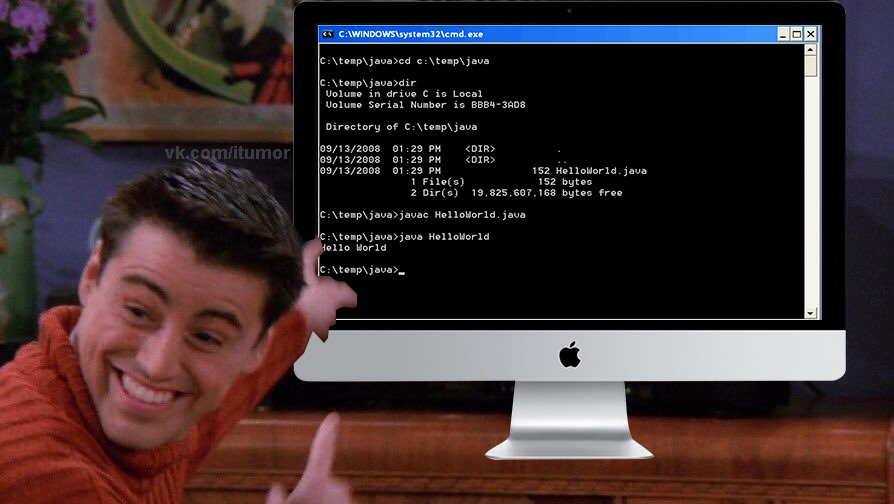 C:\WINDOWS\system32\cmd.exe
C:\temp\java>cd c:\temp\java
C:\temp\java>dir
Volume in drive C is Local
Volume Serial Number is BBB4-3AD8
Directory of C:\temp\java
09/13/2008 01:29 PM <DIR> .
09/13/2008 01:29 PM <DIR> ..
09/13/2008 01:29 PM 152 HelloWorld.java
1 File(s) 152 bytes
2 Dir(s) 19,825,607,168 bytes free
C:\temp\java>javac HelloWorld.java
C:\temp\java>java HelloWorld
Hello World
C:\temp\java>_
vk.com/itumor